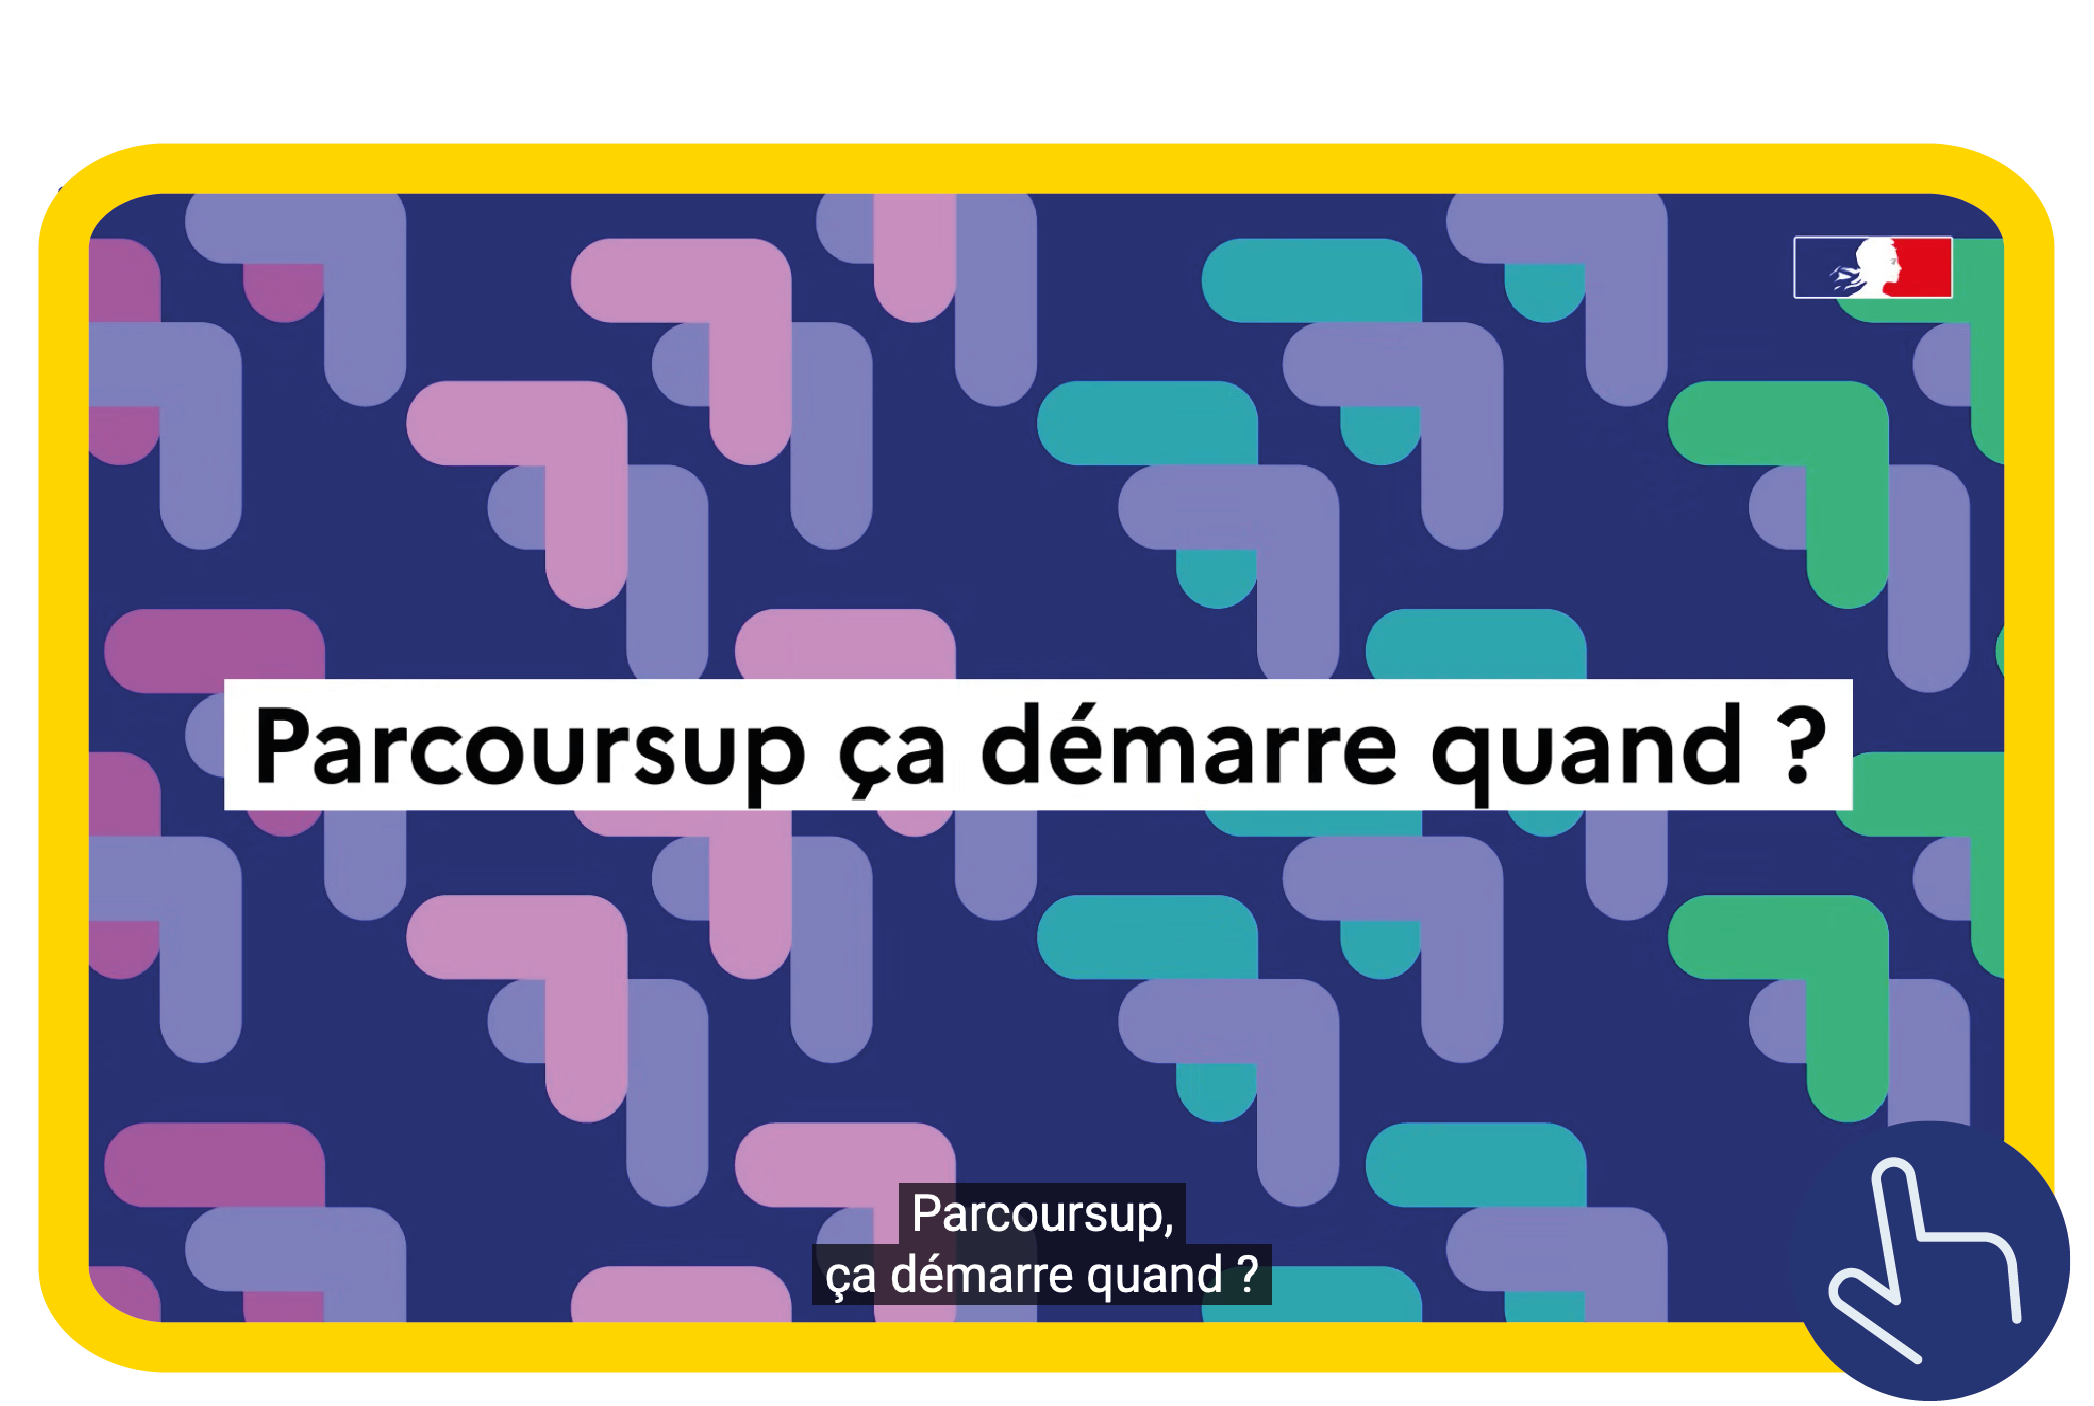 Parcoursup ça démarre quand ?
Parcoursup,
ça démarre quand ?